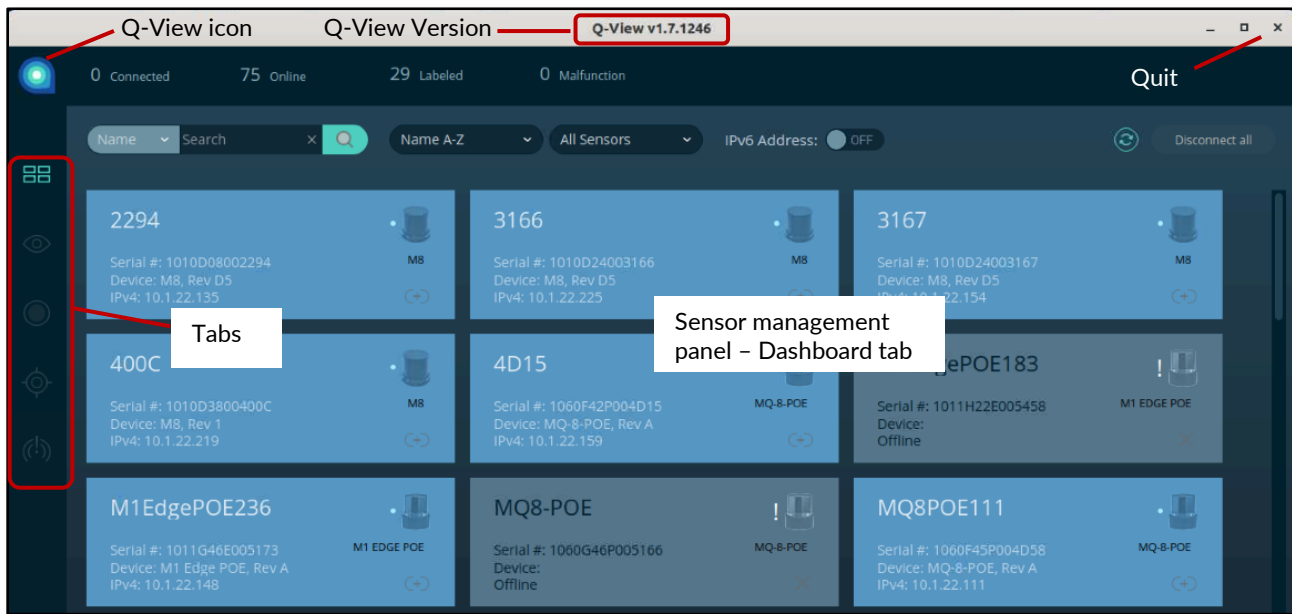 Q-View icon
Q-View Version
Q-View v1.7.1246
Quit
0 Connected
75 Online
29 Labeled
0 Malfunction
Name
Search
Name A-Z
All Sensors
IPv6 Address:
OFF
Disconnect all
Tabs
Sensor management
panel – Dashboard tab
2294
M8
Serial #: 1010D08002294
Device: M8, Rev D5
IPv4: 10.1.22.135
3166
M8
Serial #: 1010D24003166
Device: M8, Rev D5
IPv4: 10.1.22.225
3167
M8
Serial #: 1010D24003167
Device: M8, Rev D5
IPv4: 10.1.22.154
400C
M8
Serial #: 1010D3800400C
Device: M8, Rev 1
IPv4: 10.1.22.219
4D15
MQ-8-POE
Serial #: 1060F42P004D15
Device: MQ-8-POE, Rev A
IPv4: 10.1.22.159
gePOE183
!
M1 EDGE POE
Serial #: 1011H22E005458
Device:
Offline
M1EdgePOE236
M1 EDGE POE
Serial #: 1011G46E005173
Device: M1 Edge POE, Rev A
IPv4: 10.1.22.148
MQ8-POE
!
MQ-8-POE
Serial #: 1060G46P005166
Device:
Offline
MQ8POE111
MQ-8-POE
Serial #: 1060F45P004D58
Device: MQ-8-POE, Rev A
IPv4: 10.1.22.111